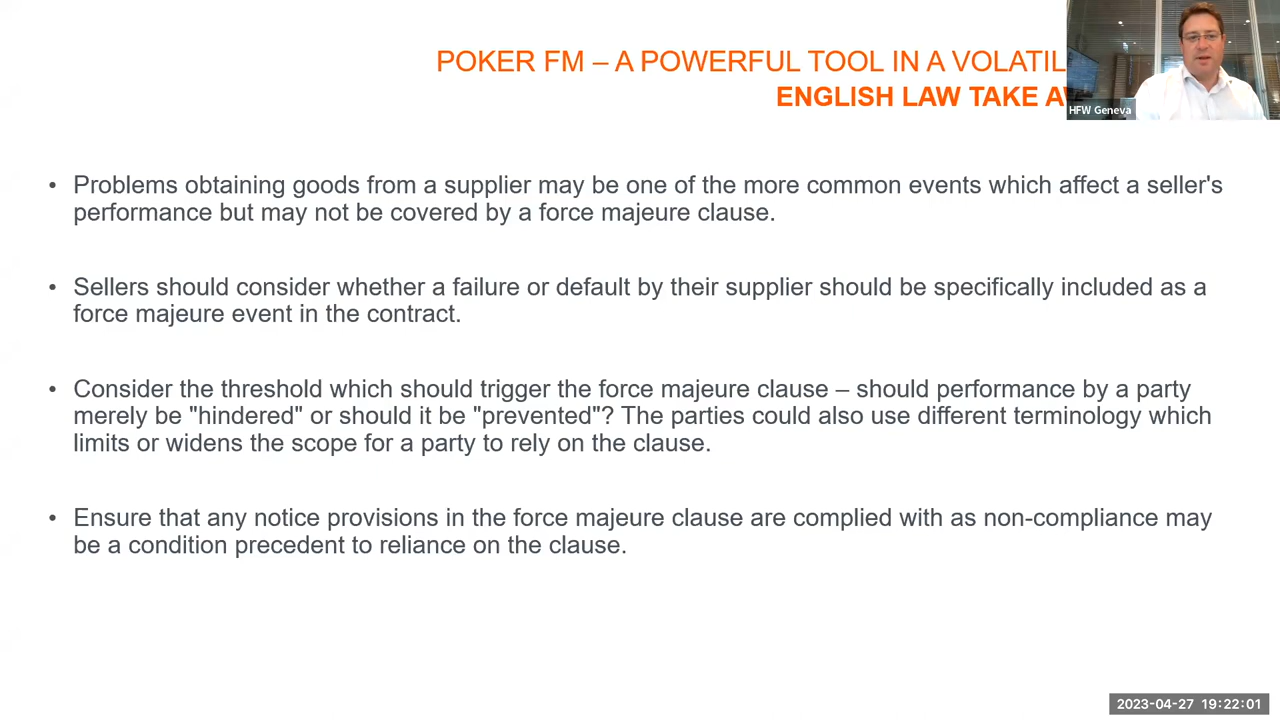 POKER FM – A POWERFUL TOOL IN A
ENGLISH LAW TAKE
HFW Geneva
• Problems obtaining goods from a supplier may be one of the more common events which affect a seller's
performance but may not be covered by a force majeure clause.
• Sellers should consider whether a failure or default by their supplier should be specifically included as a
force majeure event in the contract.
• Consider the threshold which should trigger the force majeure clause – should performance by a party
merely be "hindered" or should it be "prevented"? The parties could also use different terminology which
limits or widens the scope for a party to rely on the clause.
• Ensure that any notice provisions in the force majeure clause are complied with as non-compliance may
be a condition precedent to reliance on the clause.
2023-04-27 19:22:01